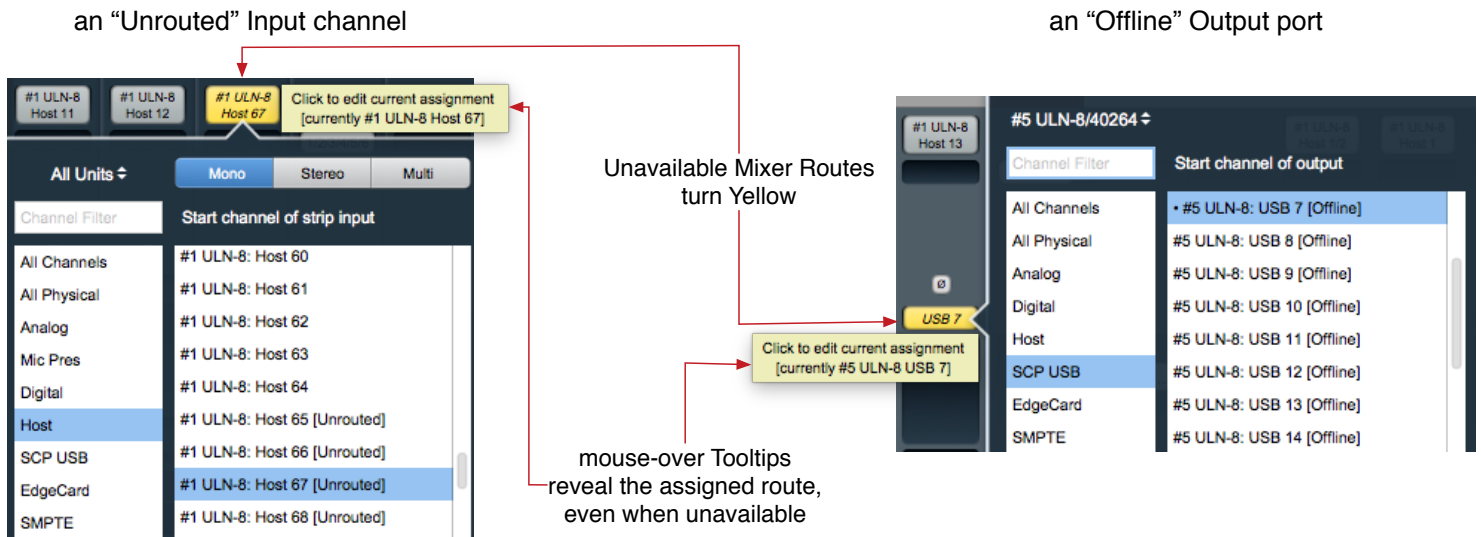 an “Unrouted” Input channel
an “Offline” Output port
#1 ULN-8
Host 11
#1 ULN-8
Host 12
#1 ULN-8
Host 67
Click to edit current assignment
[currently #1 ULN-8 Host 67]
All Units
Mono
Stereo
Multi
Channel Filter
Start channel of strip input
All Channels
All Physical
Analog
Mic Pres
Digital
Host
SCP USB
EdgeCard
SMPTE
#1 ULN-8: Host 60
#1 ULN-8: Host 61
#1 ULN-8: Host 62
#1 ULN-8: Host 63
#1 ULN-8: Host 64
#1 ULN-8: Host 65 [Unrouted]
#1 ULN-8: Host 66 [Unrouted]
#1 ULN-8: Host 67 [Unrouted]
#1 ULN-8: Host 68 [Unrouted]
Unavailable Mixer Routes
turn Yellow
mouse-over Tooltips
reveal the assigned route,
even when unavailable
#1 ULN-8
Host 13
Ø
USB 7
Click to edit current assignment
[currently #5 ULN-8 USB 7]
#5 ULN-8/40264
#1 ULN-8
Host 1/2
#1 ULN-8
Host 1
Channel Filter
Start channel of output
All Channels
All Physical
Analog
Digital
Host
SCP USB
EdgeCard
SMPTE
• #5 ULN-8: USB 7 [Offline]
#5 ULN-8: USB 8 [Offline]
#5 ULN-8: USB 9 [Offline]
#5 ULN-8: USB 10 [Offline]
#5 ULN-8: USB 11 [Offline]
#5 ULN-8: USB 12 [Offline]
#5 ULN-8: USB 13 [Offline]
#5 ULN-8: USB 14 [Offline]